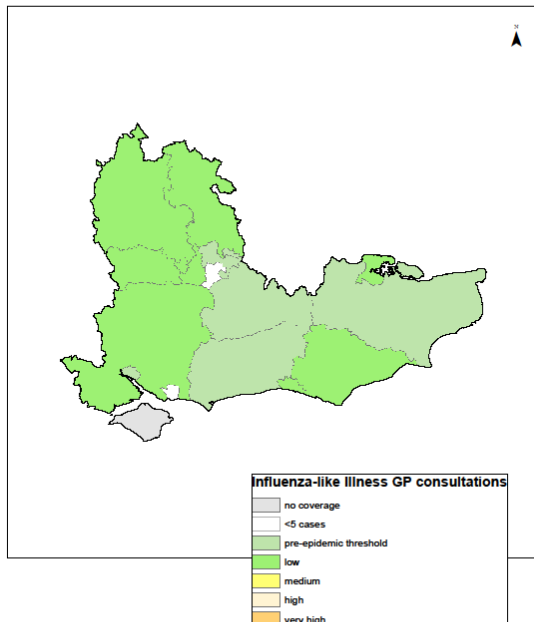 N
Influenza-like Illness GP consultations
no coverage
<5 cases
pre-epidemic threshold
low
medium
high
very high